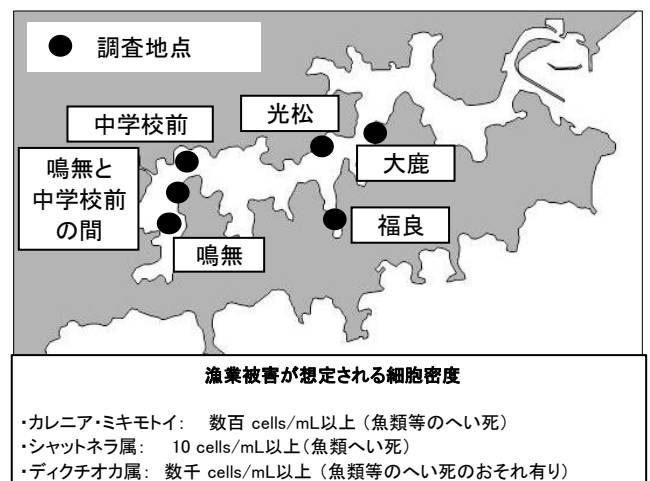 調査地点
光松
中学校前
大鹿
鳴無と
中学校前
の間
福良
鳴無
漁業被害が想定される細胞密度
・カレニア・ミキモトイ： 数百 cells/mL以上 （魚類等のへい死）
・シャットネラ属： 10 cells/mL以上（魚類へい死）
・ディクチオカ属： 数千 cells/mL以上 （魚類等のへい死のおそれ有り）